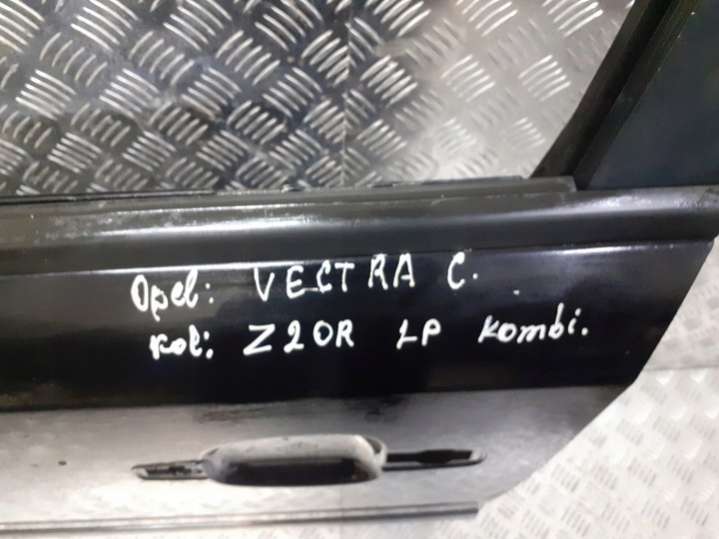 Opel: VECTRA C.
kol: Z20R LP kombi.